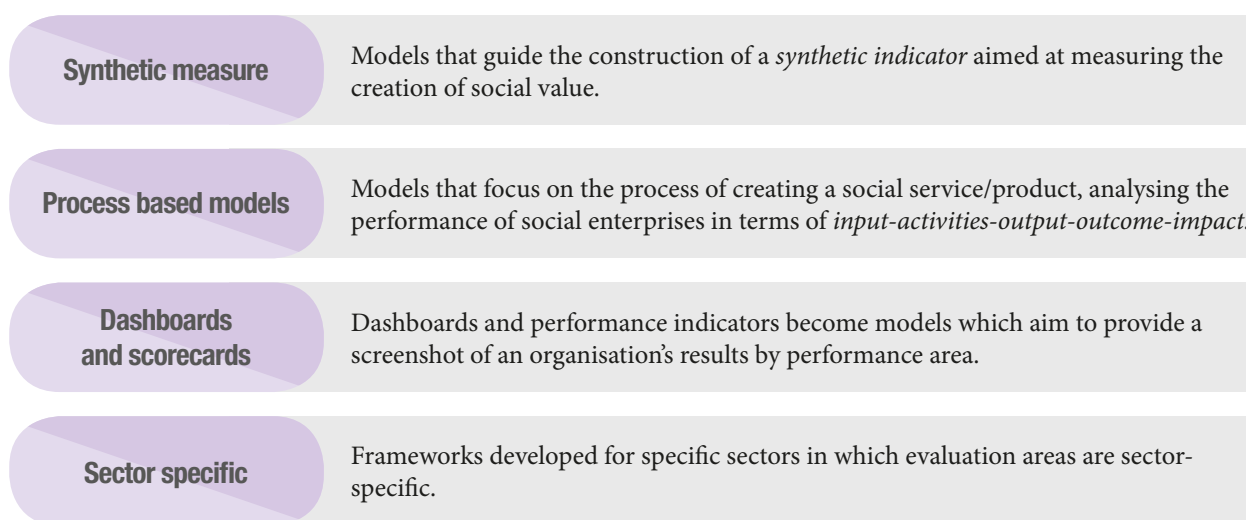 Synthetic measure
Models that guide the construction of a synthetic indicator aimed at measuring the
creation of social value.
Process based models
Models that focus on the process of creating a social service/product, analysing the
performance of social enterprises in terms of input-activities-output-outcome-impact.
Dashboards
and scorecards
Dashboards and performance indicators become models which aim to provide a
screenshot of an organisation’s results by performance area.
Sector specific
Frameworks developed for specific sectors in which evaluation areas are sector-
specific.